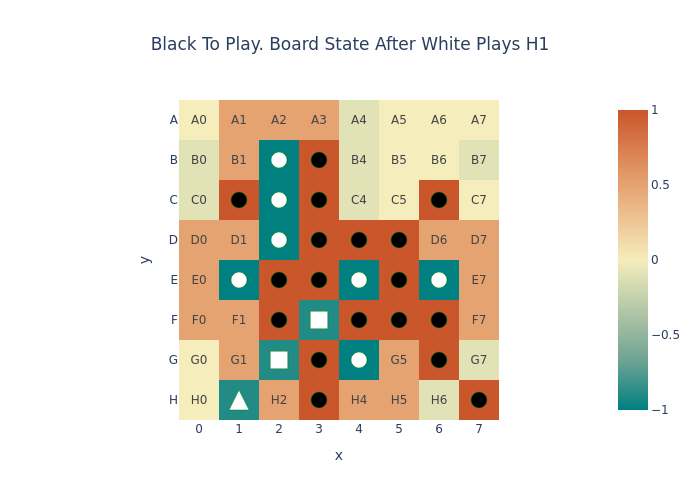 Black To Play. Board State After White Plays H1
A A0 A1 A2 A3 A4 A5 A6 A7 1
B B0 B1 B4 B5 B6 B7
C C0 C4 C5 C7 0.5
D D0 D1 D6 D7
y E E0 E7 0
F F0 F1 F7 −0.5
G G0 G1 G5 G7
H H0 H2 H4 H5 H6 −1
0 1 2 3 4 5 6 7
x